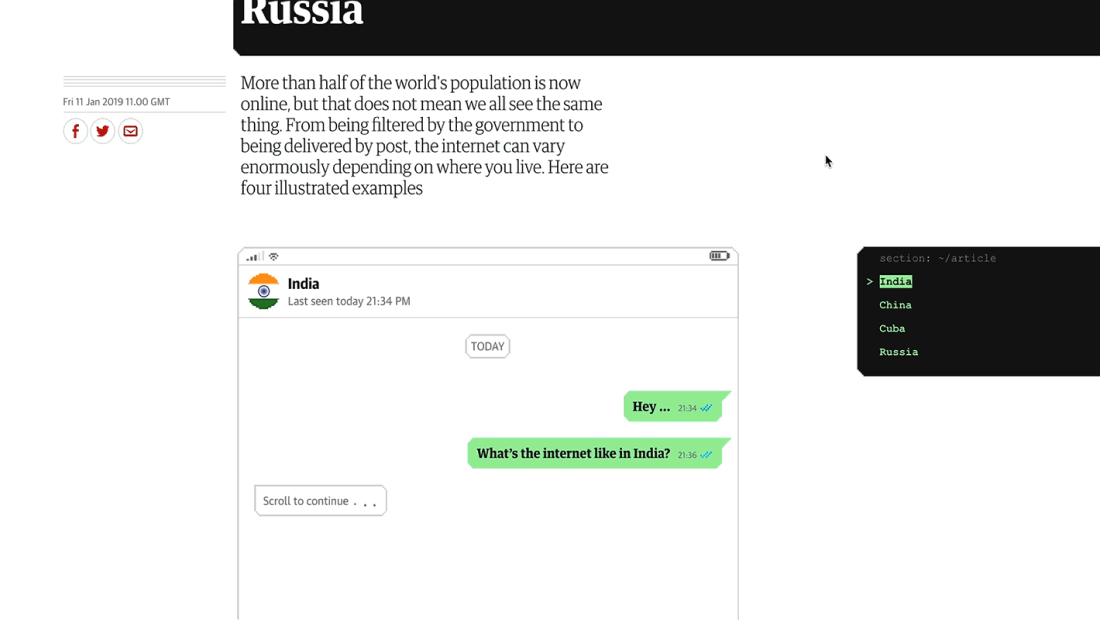 Russia
Fri 11 Jan 2019 11.00 GMT
More than half of the world's population is now
online, but that does not mean we all see the same
thing. From being filtered by the government to
being delivered by post, the internet can vary
enormously depending on where you live. Here are
four illustrated examples
India
Last seen today 21:34 PM
TODAY
Hey ... 21:34
What's the internet like in India? 21:36
Scroll to continue . . .
section: ~/article
> India
China
Cuba
Russia